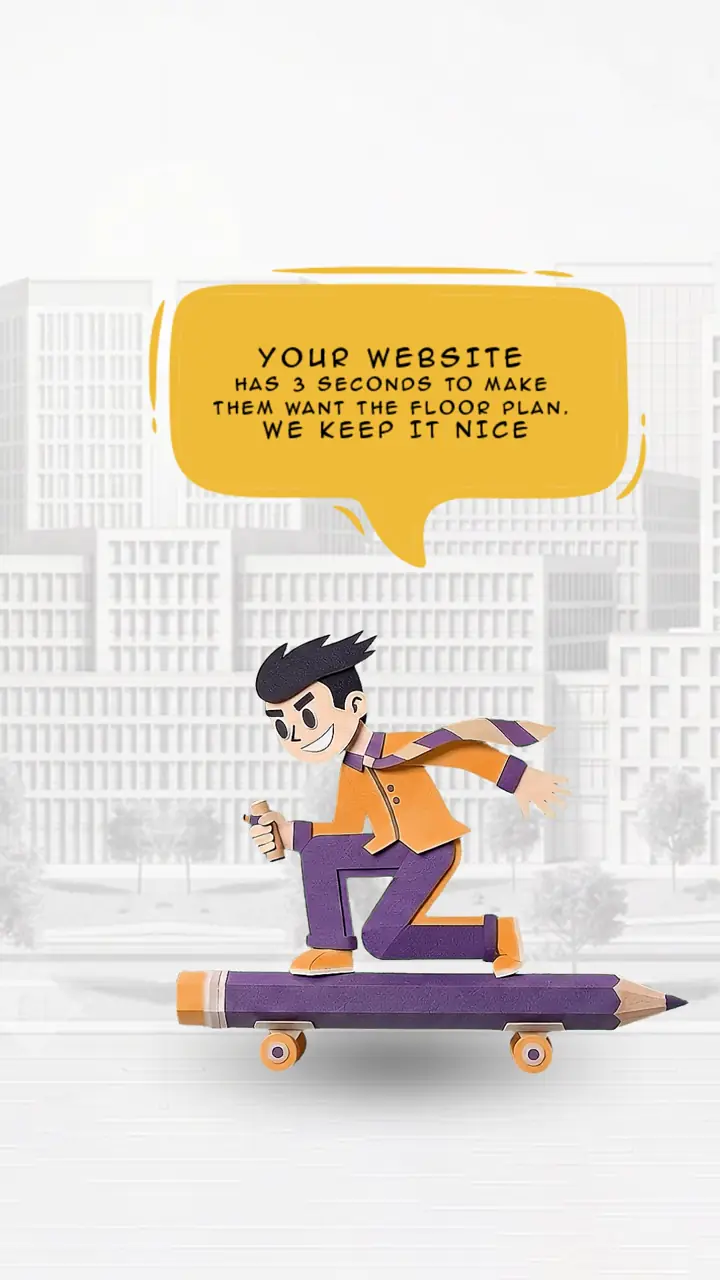 YOUR WEBSITE
HAS 3 SECONDS TO MAKE
THEM WANT THE FLOOR PLAN.
WE KEEP IT NICE